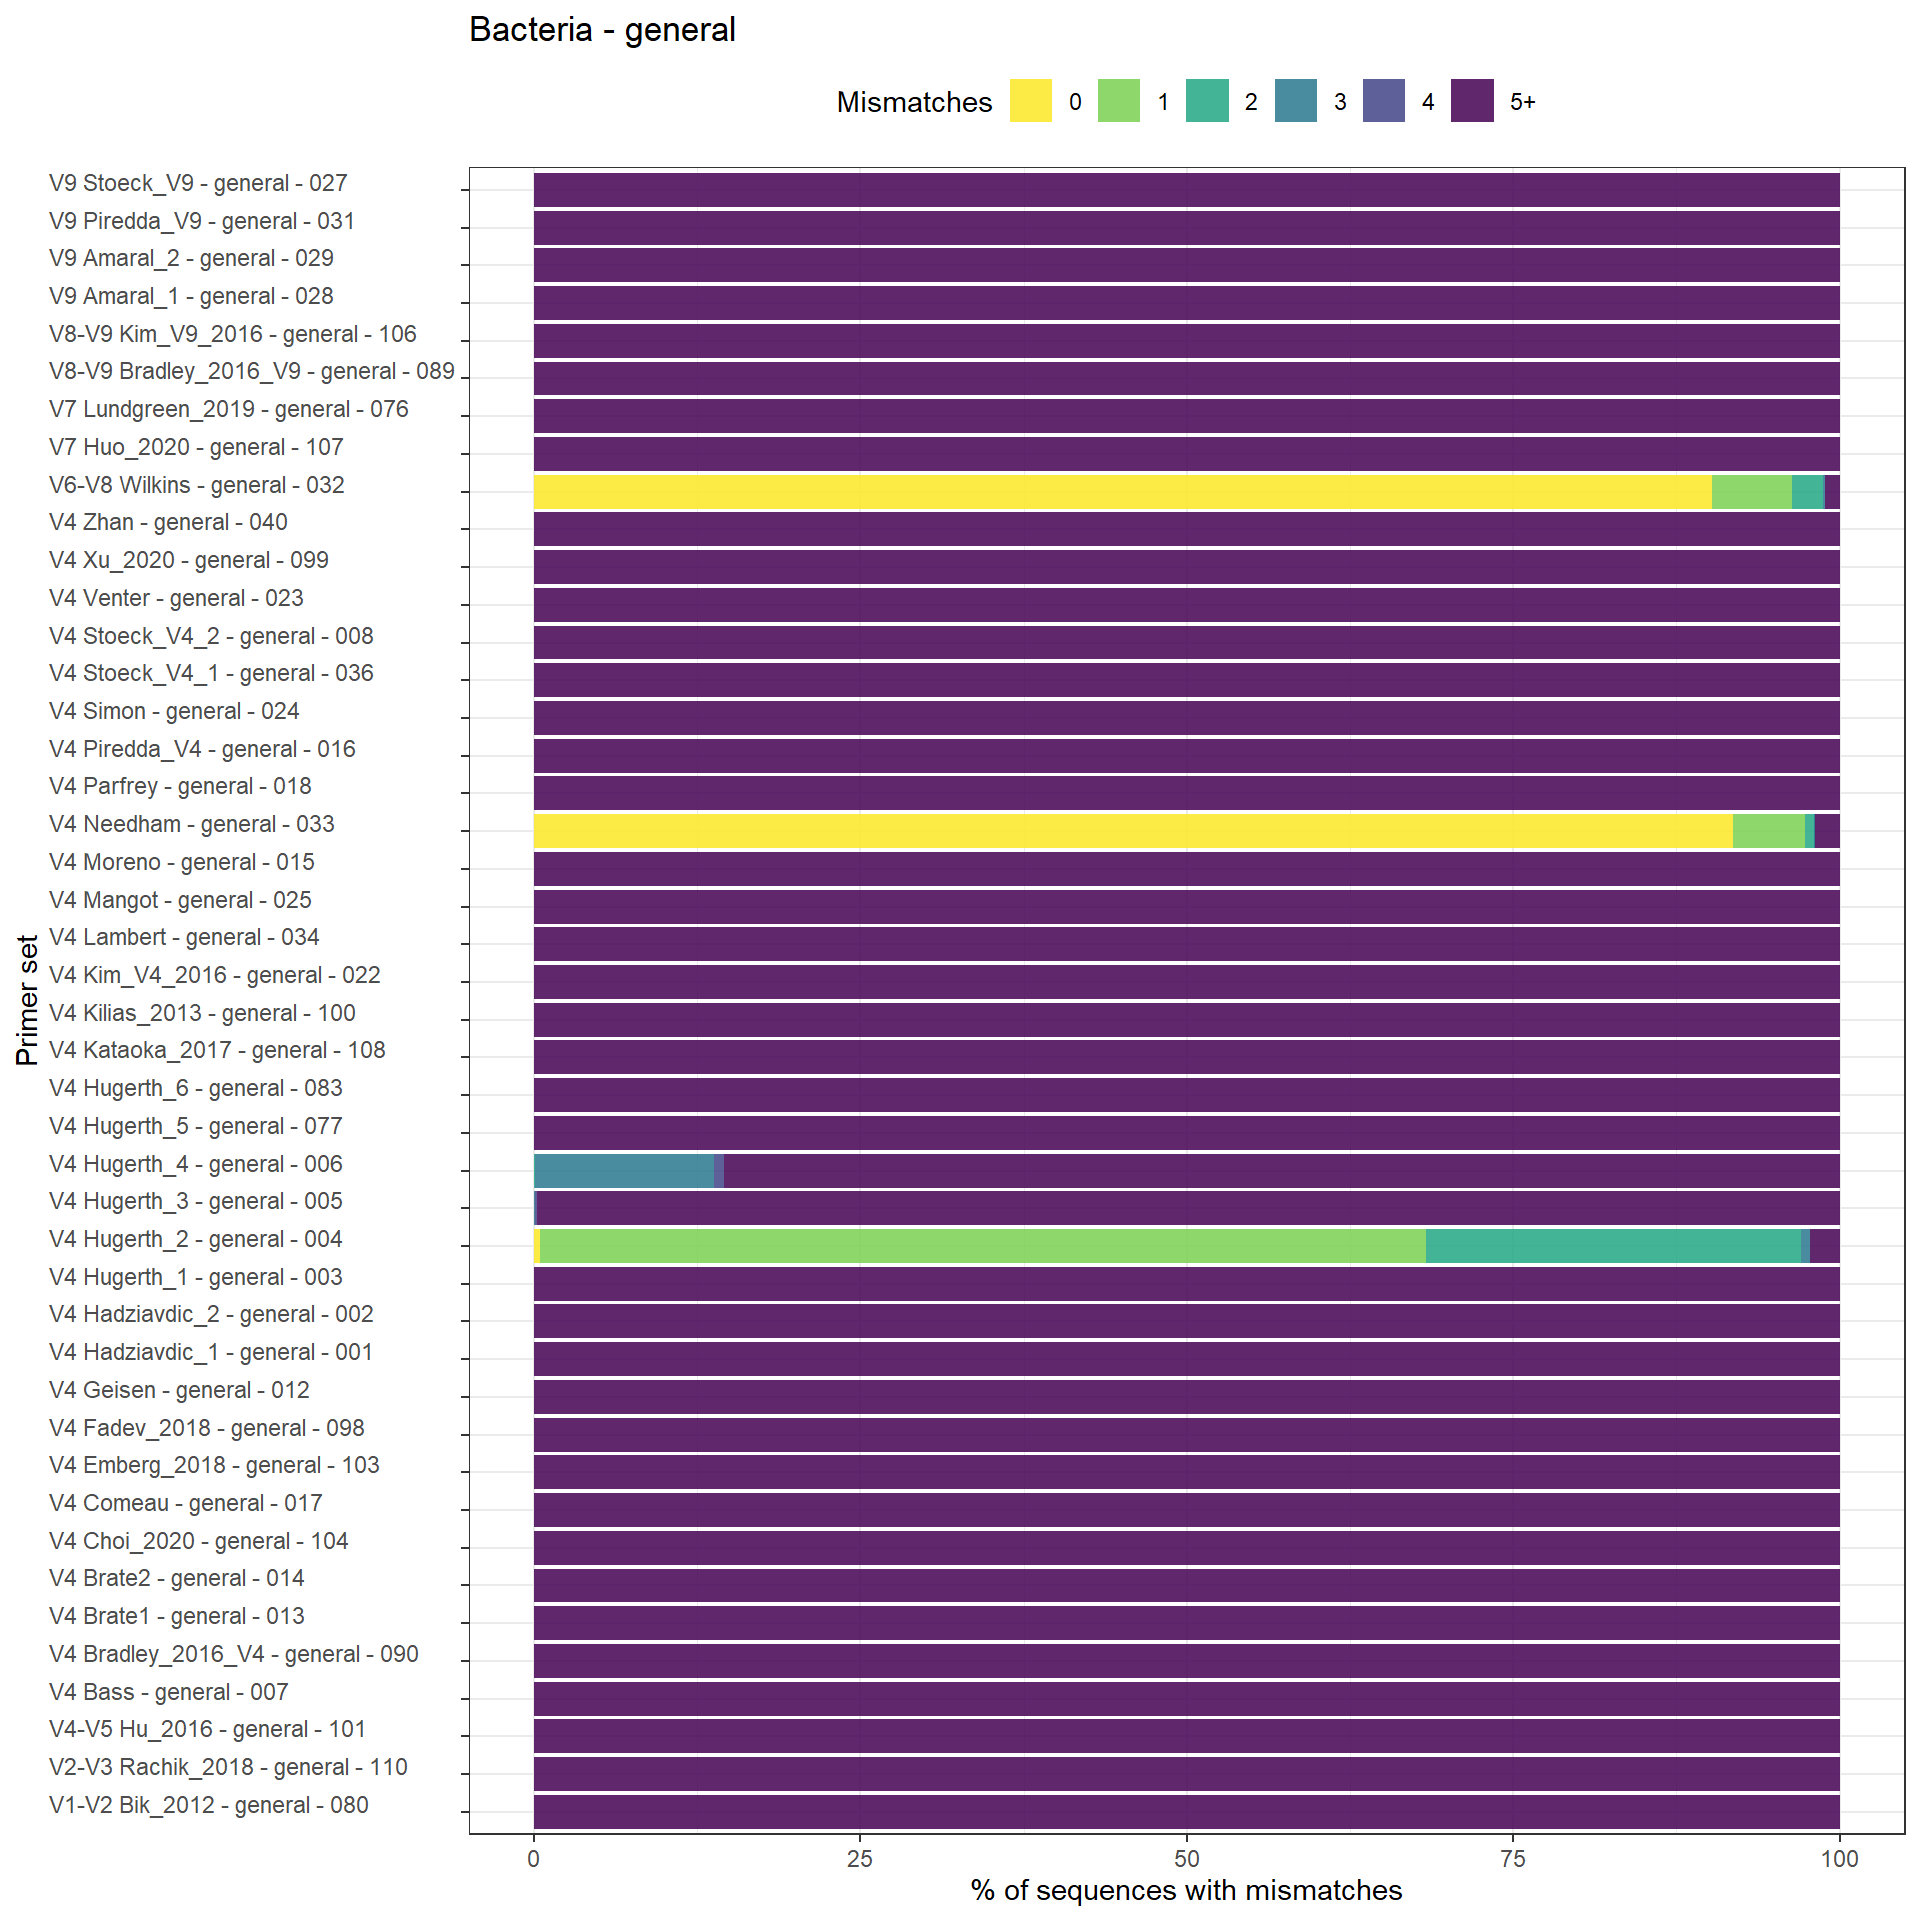 Bacteria - general
Mismatches 0 1 2 3 4 5+
V9 Stoeck_V9 - general - 027
V9 Piredda_V9 - general - 031
V9 Amaral_2 - general - 029
V9 Amaral_1 - general - 028
V8-V9 Kim_V9_2016 - general - 106
V8-V9 Bradley_2016_V9 - general - 089
V7 Lundgreen_2019 - general - 076
V7 Huo_2020 - general - 107
V6-V8 Wilkins - general - 032
V4 Zhan - general - 040
V4 Xu_2020 - general - 099
V4 Venter - general - 023
V4 Stoeck_V4_2 - general - 008
V4 Stoeck_V4_1 - general - 036
V4 Simon - general - 024
V4 Piredda_V4 - general - 016
V4 Parfrey - general - 018
V4 Needham - general - 033
V4 Moreno - general - 015
V4 Mangot - general - 025
V4 Lambert - general - 034
V4 Kim_V4_2016 - general - 022
V4 Kilias_2013 - general - 100
V4 Kataoka_2017 - general - 108
V4 Hugerth_6 - general - 083
V4 Hugerth_5 - general - 077
V4 Hugerth_4 - general - 006
V4 Hugerth_3 - general - 005
V4 Hugerth_2 - general - 004
V4 Hugerth_1 - general - 003
V4 Hadziavdic_2 - general - 002
V4 Hadziavdic_1 - general - 001
V4 Geisen - general - 012
V4 Fadev_2018 - general - 098
V4 Emberg_2018 - general - 103
V4 Comeau - general - 017
V4 Choi_2020 - general - 104
V4 Brate2 - general - 014
V4 Brate1 - general - 013
V4 Bradley_2016_V4 - general - 090
V4 Bass - general - 007
V4-V5 Hu_2016 - general - 101
V2-V3 Rachik_2018 - general - 110
V1-V2 Bik_2012 - general - 080
Primer set
0 25 50 75 100
% of sequences with mismatches